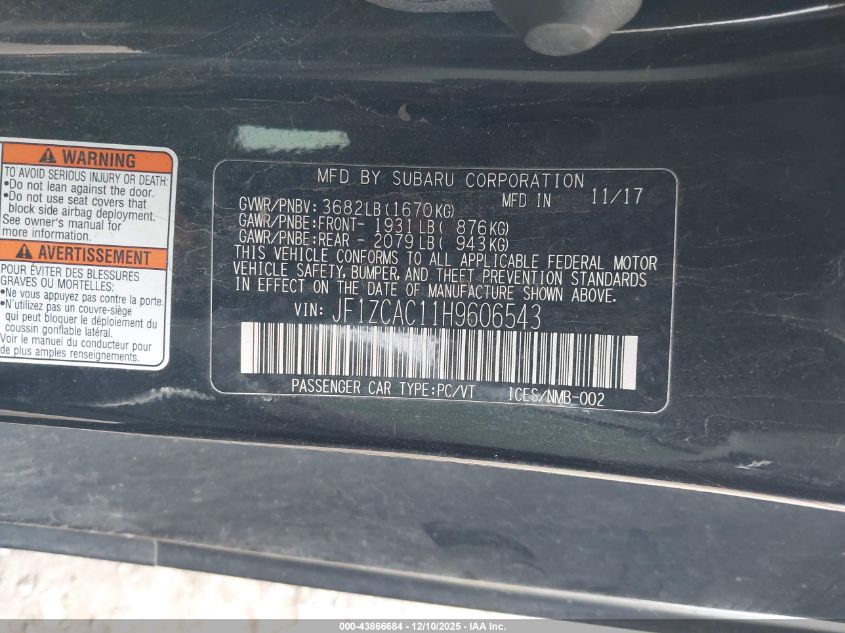 WARNING
TO AVOID SERIOUS INJURY OR DEATH:
•Do not lean against the door.
•Do not use seat covers that
block side airbag deployment.
See owner's manual for
more information.
AVERTISSEMENT
POUR ÉVITER DES BLESSURES
GRAVES OU MORTELLES:
•Ne vous appuyez pas contre la porte.
•N'utilizes pas un couvre-siège
qui peut bloquer le déploiement du
coussin gonflable latéral.
Voir le manuel du conducteur pour
de plus amples renseignements.
MFD BY SUBARU CORPORATION
MFD IN 11/17
GVWR/PNBV: 3682LB(1670KG)
GAWR/PNBE:FRONT- 1931LB( 876KG)
GAWR/PNBE:REAR - 2079LB( 943KG)
THIS VEHICLE CONFORMS TO ALL APPLICABLE FEDERAL MOTOR
VEHICLE SAFETY, BUMPER, AND THEFT PREVENTION STANDARDS
IN EFFECT ON THE DATE OF MANUFACTURE SHOWN ABOVE.
VIN: JF1ZCAC11H9606543
PASSENGER CAR TYPE:PC/VT ICES/NMB-002
000-43866684 - 12/10/2025 - IAA Inc.